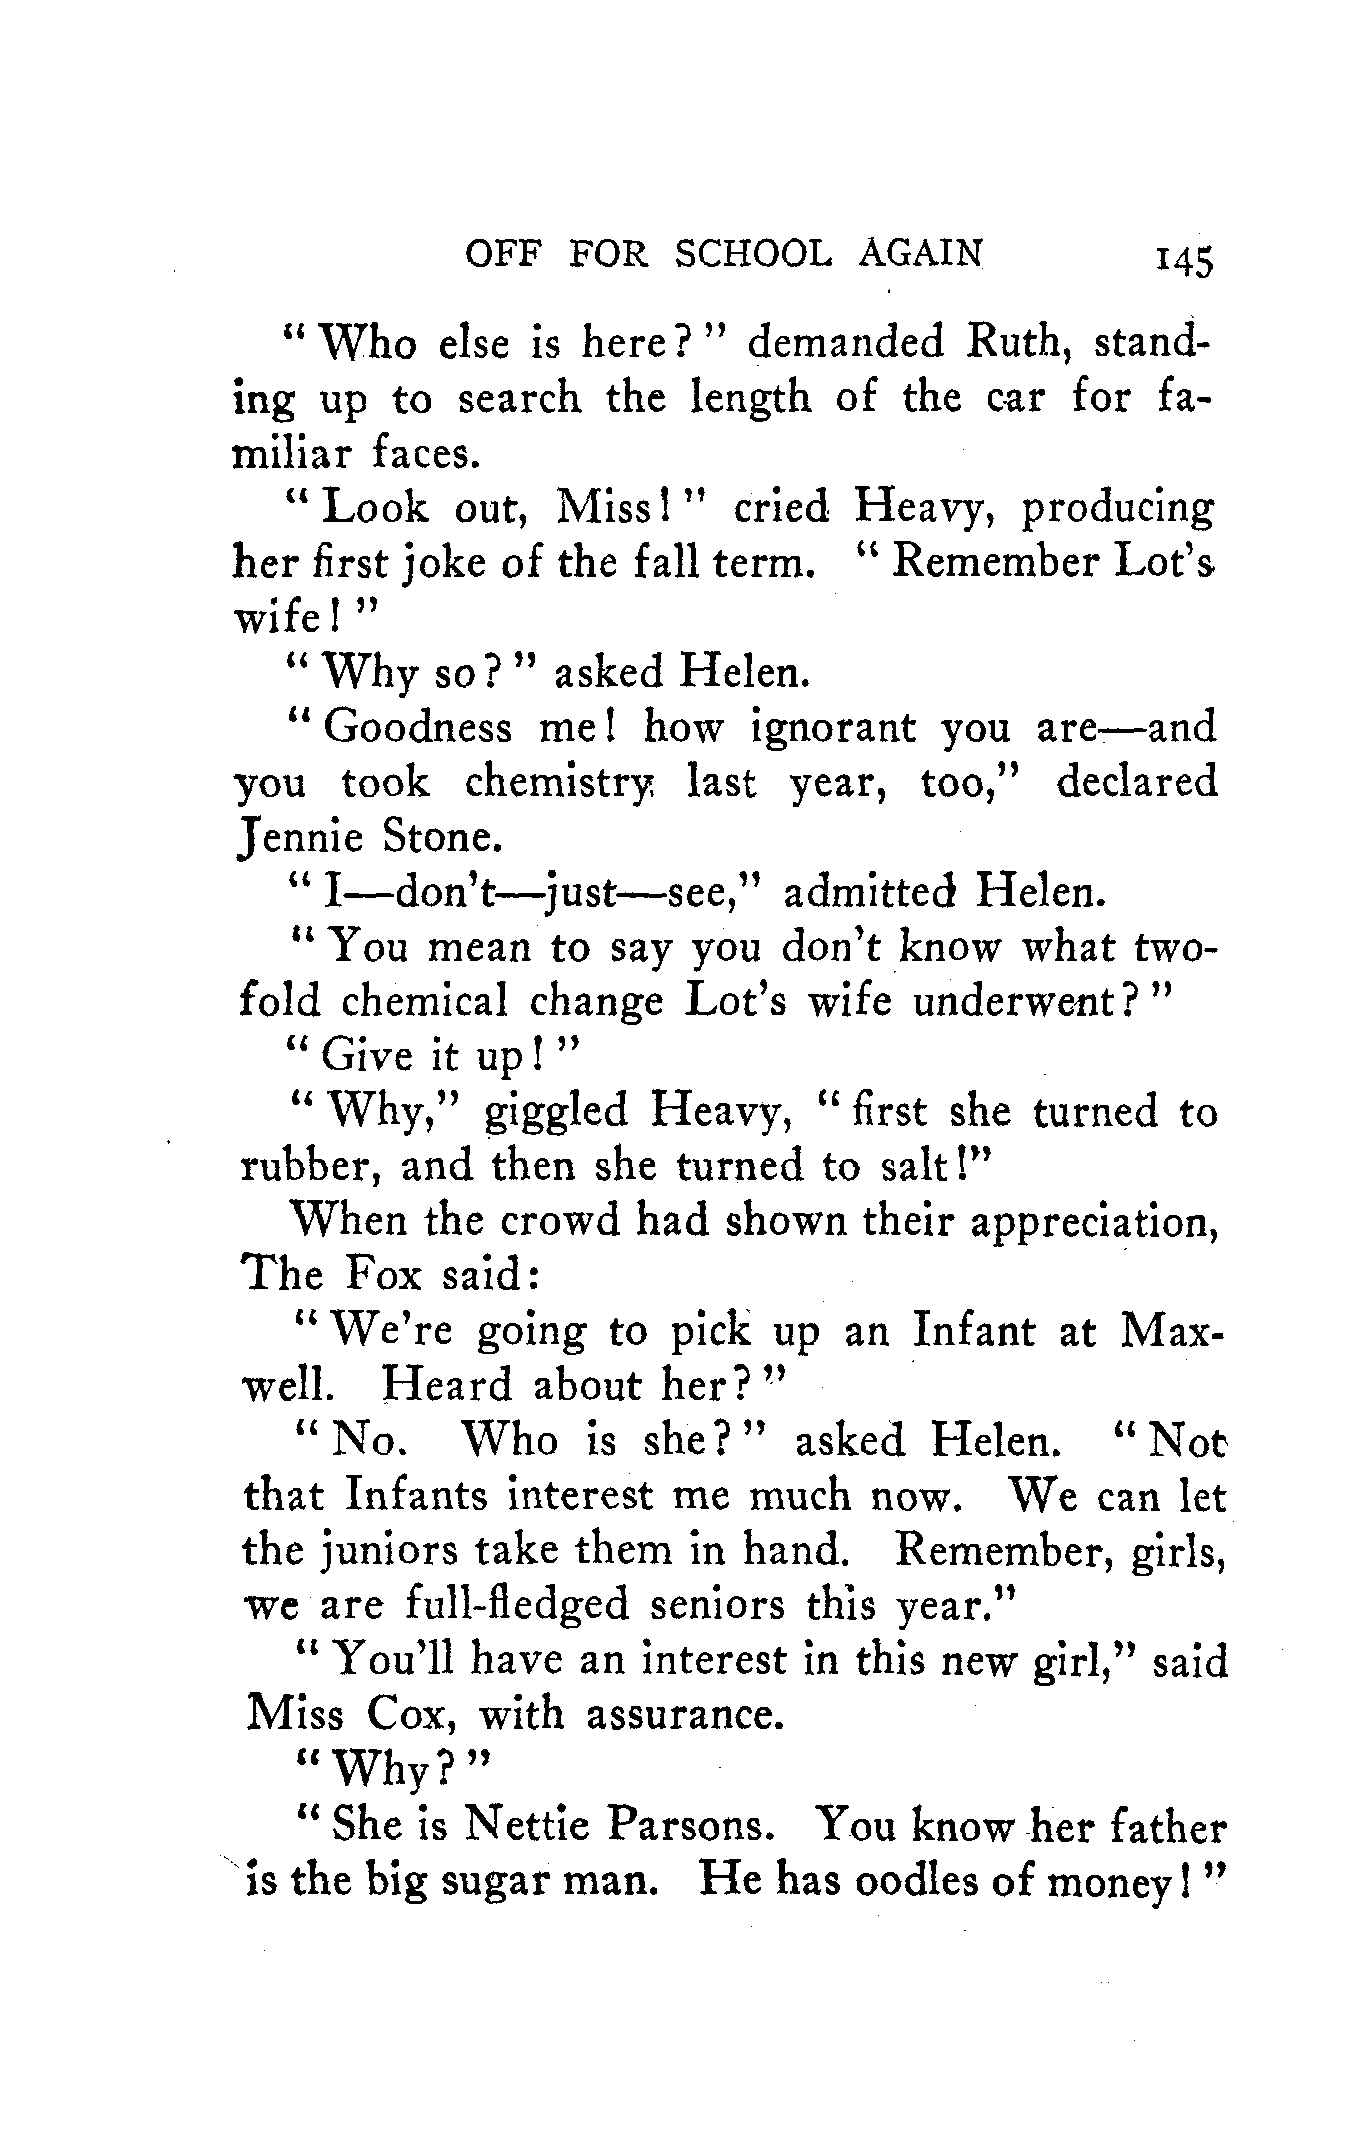 OFF FOR SCHOOL AGAIN 145
“ Who else is here? ” demanded Ruth, stand-
ing up to search the length of the car for fa-
miliar faces.
“ Look out, Miss! ” cried Heavy, producing
her first joke of the fall term. “ Remember Lot’s
wife! ”
“ Why so? ” asked Helen.
“ Goodness me! how ignorant you are—and
you took chemistry last year, too,” declared
Jennie Stone.
“ I—don’t—just—see,” admitted Helen.
“ You mean to say you don’t know what two-
fold chemical change Lot’s wife underwent? ”
“ Give it up! ”
“ Why,” giggled Heavy, “ first she turned to
rubber, and then she turned to salt!”
When the crowd had shown their appreciation,
The Fox said:
“ We’re going to pick up an Infant at Max-
well. Heard about her? ”
“ No. Who is she? ” asked Helen. “ Not
that Infants interest me much now. We can let
the juniors take them in hand. Remember, girls,
we are full-fledged seniors this year.”
“ You’ll have an interest in this new girl,” said
Miss Cox, with assurance.
“ Why? ”
“ She is Nettie Parsons. You know her father
is the big sugar man. He has oodles of money! ”